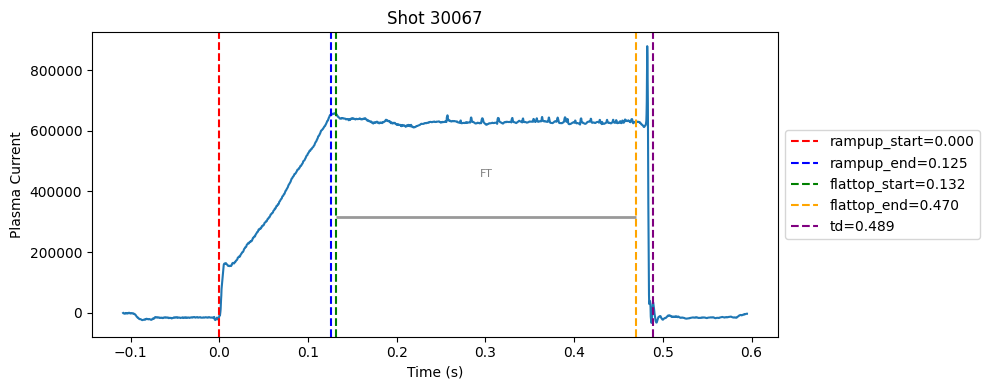 Shot 30067
Plasma Current
800000
600000
400000
200000
0
FT
−0.1 0.0 0.1 0.2 0.3 0.4 0.5 0.6
Time (s)
rampup_start=0.000
rampup_end=0.125
flattop_start=0.132
flattop_end=0.470
td=0.489